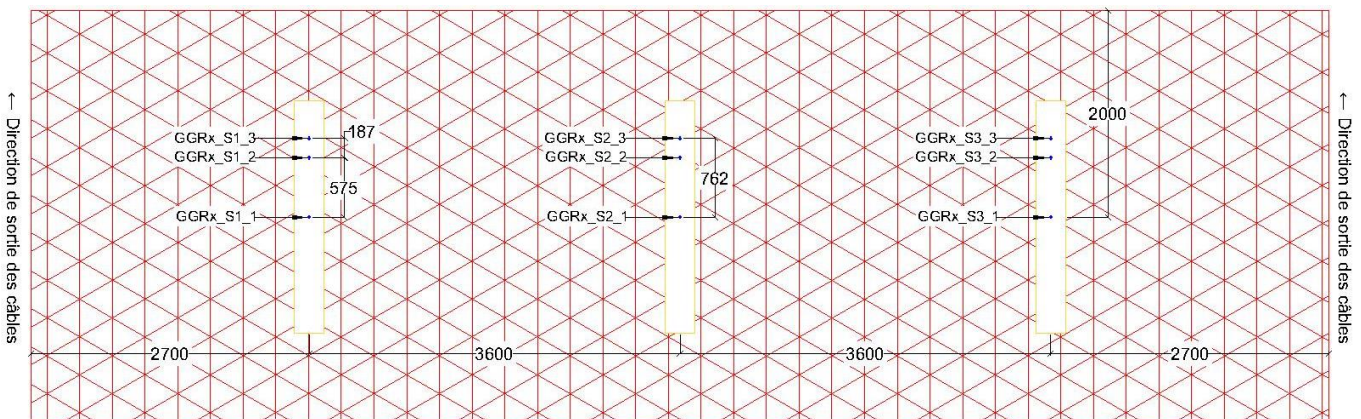 ← Direction de sortie des câbles
2000
GGRx_S1_3
187
GGRx_S2_3
GGRx_S3_3
GGRx_S1_2
GGRx_S2_2
GGRx_S3_2
575
762
GGRx_S1_1
GGRx_S2_1
GGRx_S3_1
2700
3600
3600
2700
← Direction de sortie des câbles